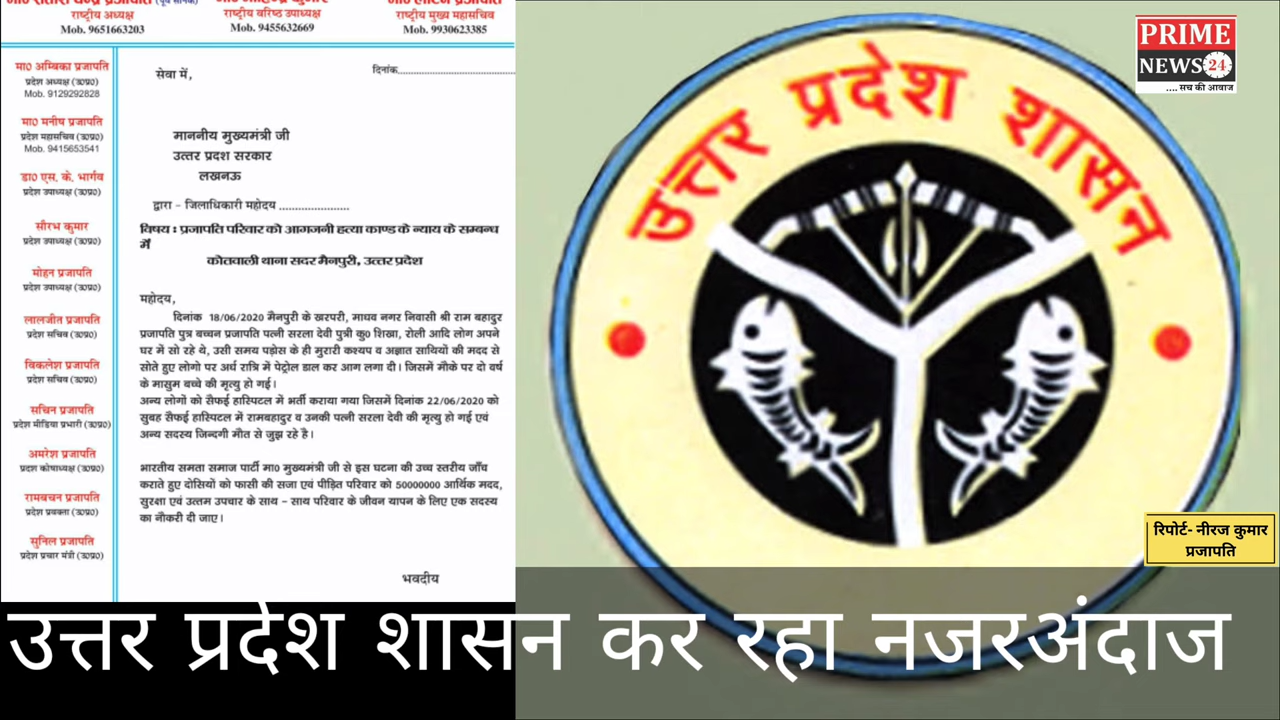 राष्ट्रीय अध्यक्ष
Mob. 9651663203
राष्ट्रीय वरिष्ठ उपाध्यक्ष
Mob. 9455632669
राष्ट्रीय मुख्य महासचिव
Mob. 9930623385
मा0 अम्बिका प्रजापति
प्रदेश अध्यक्ष (उ0प्र0)
Mob. 9129292828
मा0 मनीष प्रजापति
प्रदेश महासचिव (उ0प्र0)
Mob. 9415653541
डा0 एस. के. भार्गव
प्रदेश उपाध्यक्ष (उ0प्र0)
सौरभ कुमार
प्रदेश उपाध्यक्ष (उ0प्र0)
मोहन प्रजापति
प्रदेश उपाध्यक्ष (उ0प्र0)
लालजीत प्रजापति
प्रदेश सचिव (उ0प्र0)
विकलेश प्रजापति
प्रदेश सचिव (उ0प्र0)
सचिन प्रजापति
प्रदेश मीडिया प्रभारी (उ0प्र0)
अमरेश प्रजापति
प्रदेश कोषाध्यक्ष (उ0प्र0)
रामबचन प्रजापति
प्रदेश प्रवक्ता (उ0प्र0)
सुनिल प्रजापति
प्रदेश प्रचार मंत्री (उ0प्र0)
सेवा में,
दिनांक........................................
माननीय मुख्यमंत्री जी
उत्तर प्रदश सरकार
लखनऊ
द्वारा – जिलाधिकारी महोदय .....................
विषय : प्रजापति परिवार को आगजनी हत्या काण्ड के न्याय के सम्बन्ध
में
कोतवाली थाना सदर मैनपुरी, उत्तर प्रदेश
महोदय,
दिनांक 18/06/2020 मैनपुरी के खरपरी, माधव नगर निवासी श्री राम बहादुर
प्रजापति पुत्र बच्चन प्रजापति पत्नी सरला देवी पुत्री कु0 शिखा, रोली आदि लोग अपने
घर में सो रहे थे, उसी समय पड़ोस के ही मुरारी कश्यप व अज्ञात साथियों की मदद से
सोते हुए लोगो पर अर्ध रात्रि में पेट्रोल डाल कर आग लगा दी। जिसमें मौके पर दो वर्ष
के मासुम बच्चे की मृत्यु हो गई।
अन्य लोगों को सैफई हास्पिटल में भर्ती कराया गया जिसमें दिनांक 22/06/2020 को
सुबह सैफई हास्पिटल में रामबहादुर व उनकी पत्नी सरला देवी की मृत्यु हो गई एवं
अन्य सदस्य जिन्दगी मौत से जुझ रहे है।
भारतीय समता समाज पार्टी मा0 मुख्यमंत्री जी से इस घटना की उच्च स्तरीय जाँच
कराते हुए दोसियों को फासी की सजा एवं पीड़ित परिवार को 50000000 आर्थिक मदद,
सुरक्षा एवं उत्तम उपचार के साथ – साथ परिवार के जीवन यापन के लिए एक सदस्य
का नौकरी दी जाए।
भवदीय
उत्तर प्रदेश शासन
PRIME
NEWS 24
....सच की आवाज
रिपोर्ट- नीरज कुमार
प्रजापति
उत्तर प्रदेश शासन कर रहा नजरअंदाज